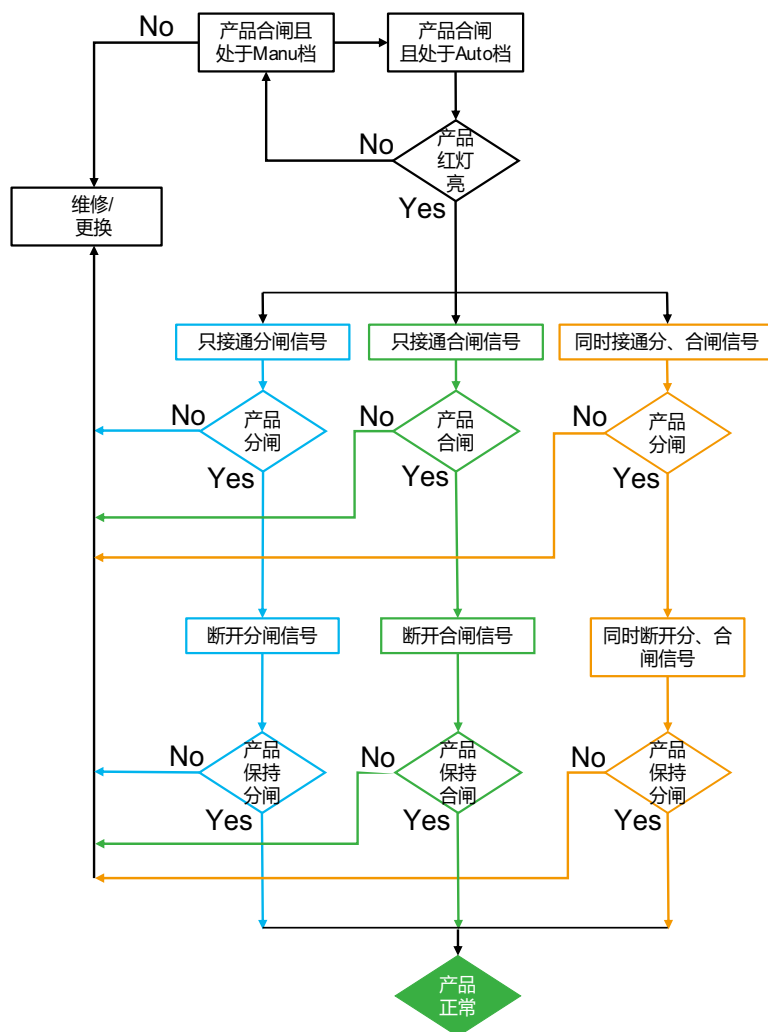 No
产品合闸且
处于Manu档
产品合闸
且处于Auto档
No
产品
红灯
亮
Yes
维修/
更换
只接通分闸信号
只接通合闸信号
同时接通分、合闸信号
No
产品
分闸
Yes
No
产品
合闸
Yes
No
产品
分闸
Yes
断开分闸信号
断开合闸信号
同时断开分、合
闸信号
No
产品
保持
分闸
Yes
No
产品
保持
合闸
Yes
No
产品
保持
分闸
Yes
产品
正常